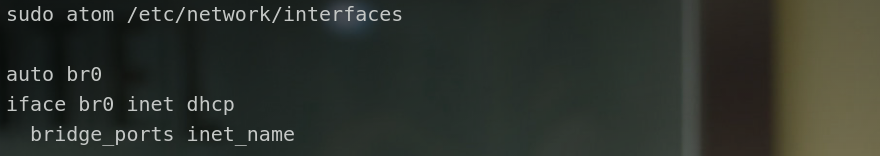 sudo atom /etc/network/interfaces
auto br0
iface br0 inet dhcp
bridge_ports inet_name